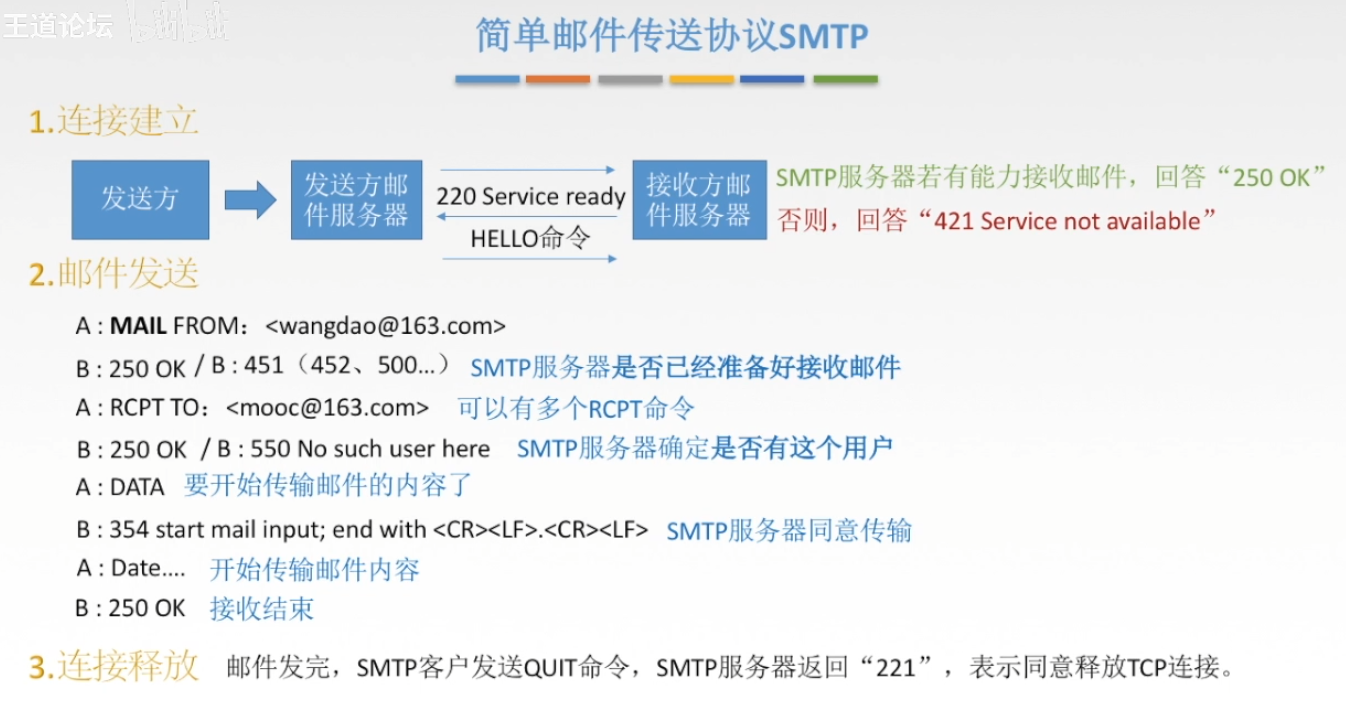 王道论坛 bilibili
简单邮件传送协议SMTP
1.连接建立
发送方
发送方邮
件服务器
220 Service ready
HELLO命令
接收方邮
件服务器
SMTP服务器若有能力接收邮件，回答“250 OK”
否则，回答“421 Service not available”
2.邮件发送
A : MAIL FROM：<wangdao@163.com>
B : 250 OK / B : 451（452、500...） SMTP服务器是否已经准备好接收邮件
A : RCPT TO：<mooc@163.com> 可以有多个RCPT命令
B : 250 OK / B : 550 No such user here SMTP服务器确定是否有这个用户
A : DATA 要开始传输邮件的内容了
B : 354 start mail input; end with <CR><LF>.<CR><LF> SMTP服务器同意传输
A : Date.... 开始传输邮件内容
B : 250 OK 接收结束
3.连接释放 邮件发完，SMTP客户发送QUIT命令，SMTP服务器返回“221”，表示同意释放TCP连接。